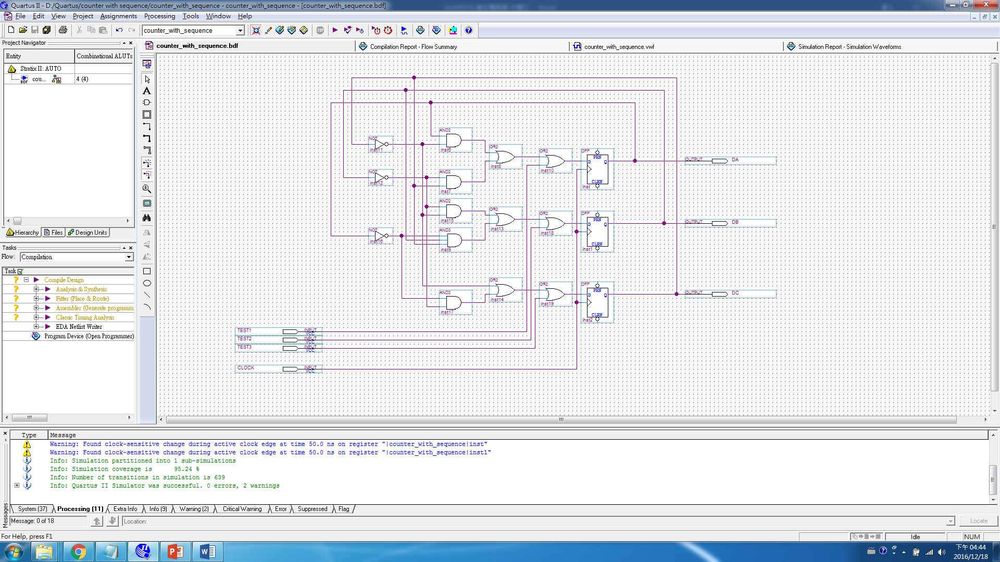 Quartus II - D:/Quartus/counter with sequence/counter_with_sequence - counter_with_sequence - [counter_with_sequence.bdf]
File Edit View Project Assignments Processing Tools Window Help
counter_with_sequence
Project Navigator
Entity Combinational ALUTs
Stratix II: AUTO
cou... 4 (4)
Hierarchy Files Design Units
Tasks
Flow: Compilation
Task
Compile Design
Analysis & Synthesis
Fitter (Place & Route)
Assembler (Generate programm
Classic Timing Analysis
EDA Netlist Writer
Program Device (Open Programmer)
counter_with_sequence.bdf
Compilation Report - Flow Summary
counter_with_sequence.vwf
Simulation Report - Simulation Waveforms
AND2
inst6
NOT
inst11
OR2
inst8
OR2
inst10
DFF
PRN
D Q
CLRN
inst
OUTPUT DA
NOT
inst12
AND2
inst7
AND2
inst15
OR2
inst13
OR2
inst18
DFF
PRN
D Q
CLRN
inst1
OUTPUT DB
NOT
inst16
AND3
inst9
OR2
inst14
OR2
inst19
DFF
PRN
D Q
CLRN
inst2
OUTPUT DC
AND2
inst17
TEST1 INPUT
VCC
TEST2 INPUT
VCC
TEST3 INPUT
VCC
CLOCK INPUT
VCC
Type Message
Warning: Found clock-sensitive change during active clock edge at time 50.0 ns on register "|counter_with_sequence|inst"
Warning: Found clock-sensitive change during active clock edge at time 50.0 ns on register "|counter_with_sequence|inst1"
Info: Simulation partitioned into 1 sub-simulations
Info: Simulation coverage is 95.24 %
Info: Number of transitions in simulation is 639
Info: Quartus II Simulator was successful. 0 errors, 2 warnings
System (37) Processing (11) Extra Info Info (9) Warning (2) Critical Warning Error Suppressed Flag
Messages
Message: 0 of 18 Location: Locate
For Help, press F1
Idle NUM
下午 04:44
2016/12/18